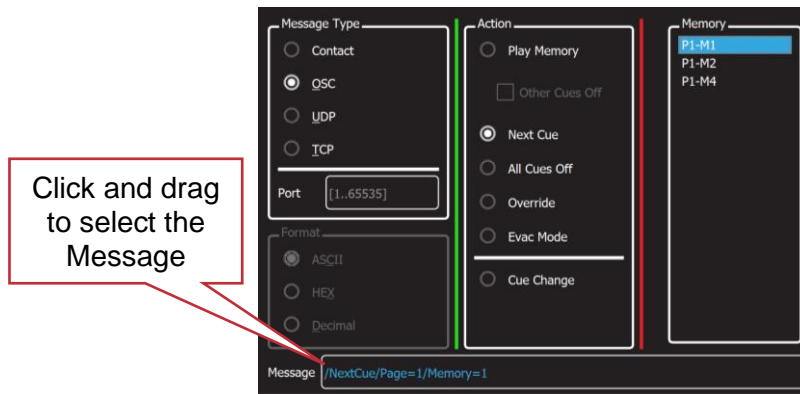 Message Type
Contact
OSC
UDP
TCP
Port [1..65535]
Format
ASCII
HEX
Decimal
Action
Play Memory
Other Cues Off
Next Cue
All Cues Off
Override
Evac Mode
Cue Change
Memory
P1-M1
P1-M2
P1-M4
Click and drag
to select the
Message
Message /NextCue/Page=1/Memory=1